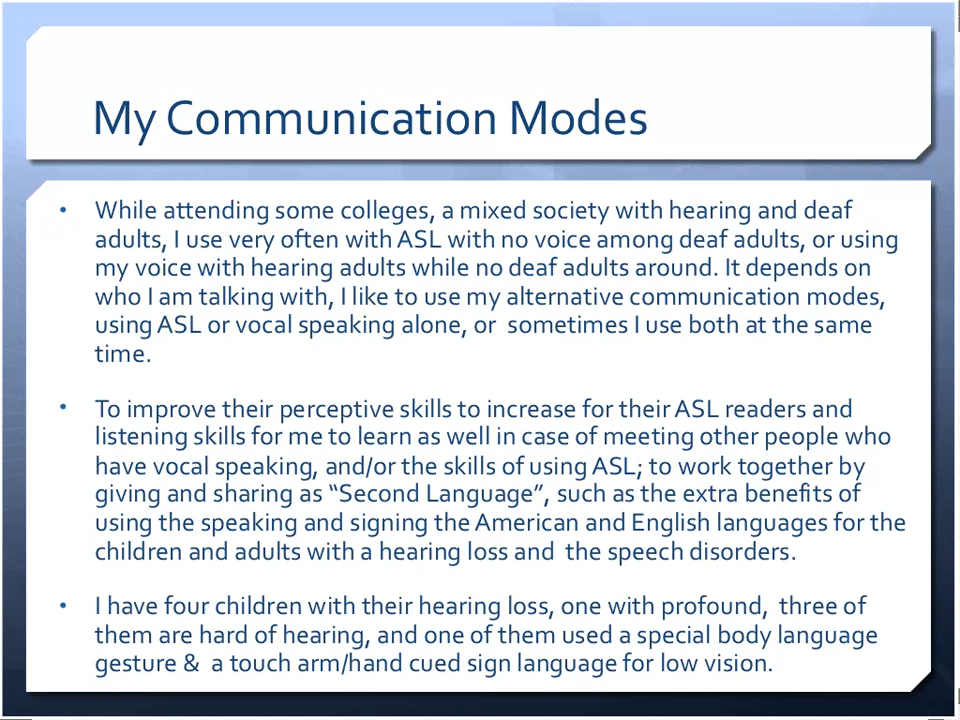 My Communication Modes
• While attending some colleges, a mixed society with hearing and deaf
adults, I use very often with ASL with no voice among deaf adults, or using
my voice with hearing adults while no deaf adults around. It depends on
who I am talking with, I like to use my alternative communication modes,
using ASL or vocal speaking alone, or sometimes I use both at the same
time.
• To improve their perceptive skills to increase for their ASL readers and
listening skills for me to learn as well in case of meeting other people who
have vocal speaking, and/or the skills of using ASL; to work together by
giving and sharing as “Second Language”, such as the extra benefits of
using the speaking and signing the American and English languages for the
children and adults with a hearing loss and the speech disorders.
• I have four children with their hearing loss, one with profound, three of
them are hard of hearing, and one of them used a special body language
gesture & a touch arm/hand cued sign language for low vision.